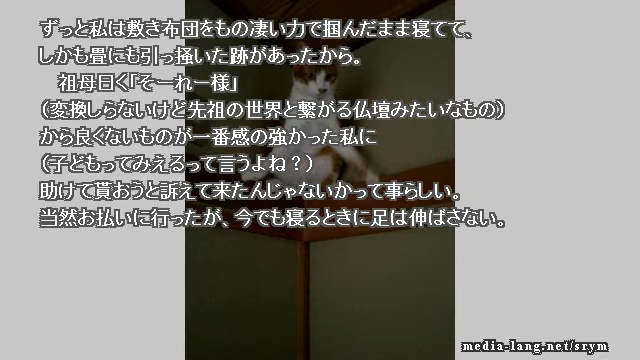 ずっと私は敷き布団をもの凄い力で掴んだまま寝てて、
しかも畳にも引っ掻いた跡があったから。
　祖母曰く「そーれー様」
（変換しらないけど先祖の世界と繋がる仏壇みたいなもの）
から良くないものが一番感の強かった私に
（子どもってみえるって言うよね？）
助けて貰おうと訴えて来たんじゃないかって事らしい。
当然お払いに行ったが、今でも寝るときに足は伸ばさない。
media-lang.net/srym